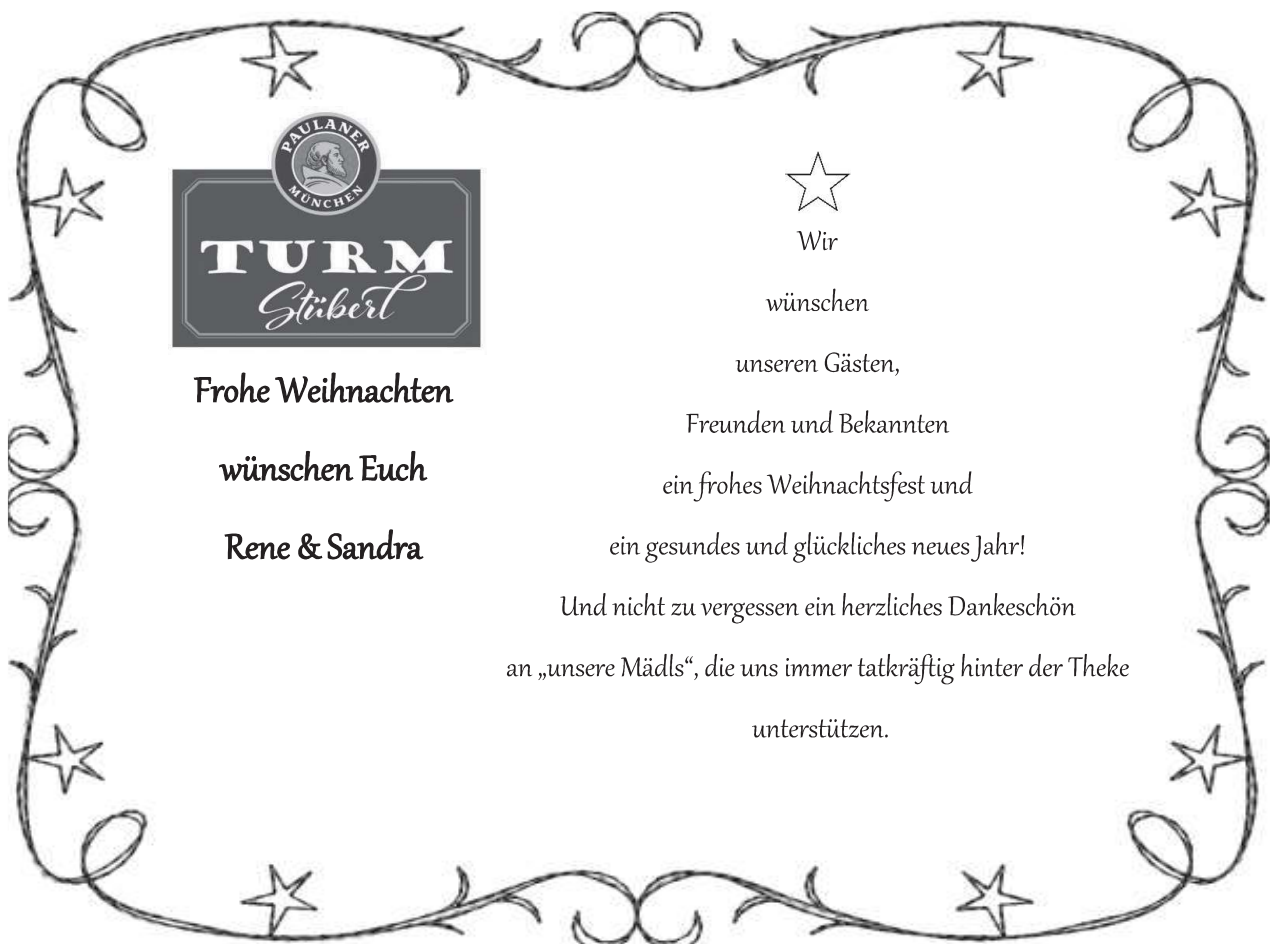 PAULANER
MÜNCHEN
TURM
Stüberl
Frohe Weihnachten
wünschen Euch
Rene & Sandra
Wir
wünschen
unseren Gästen,
Freunden und Bekannten
ein frohes Weihnachtsfest und
ein gesundes und glückliches neues Jahr!
Und nicht zu vergessen ein herzliches Dankeschön
an „unsere Mädls“, die uns immer tatkräftig hinter der Theke
unterstützen.